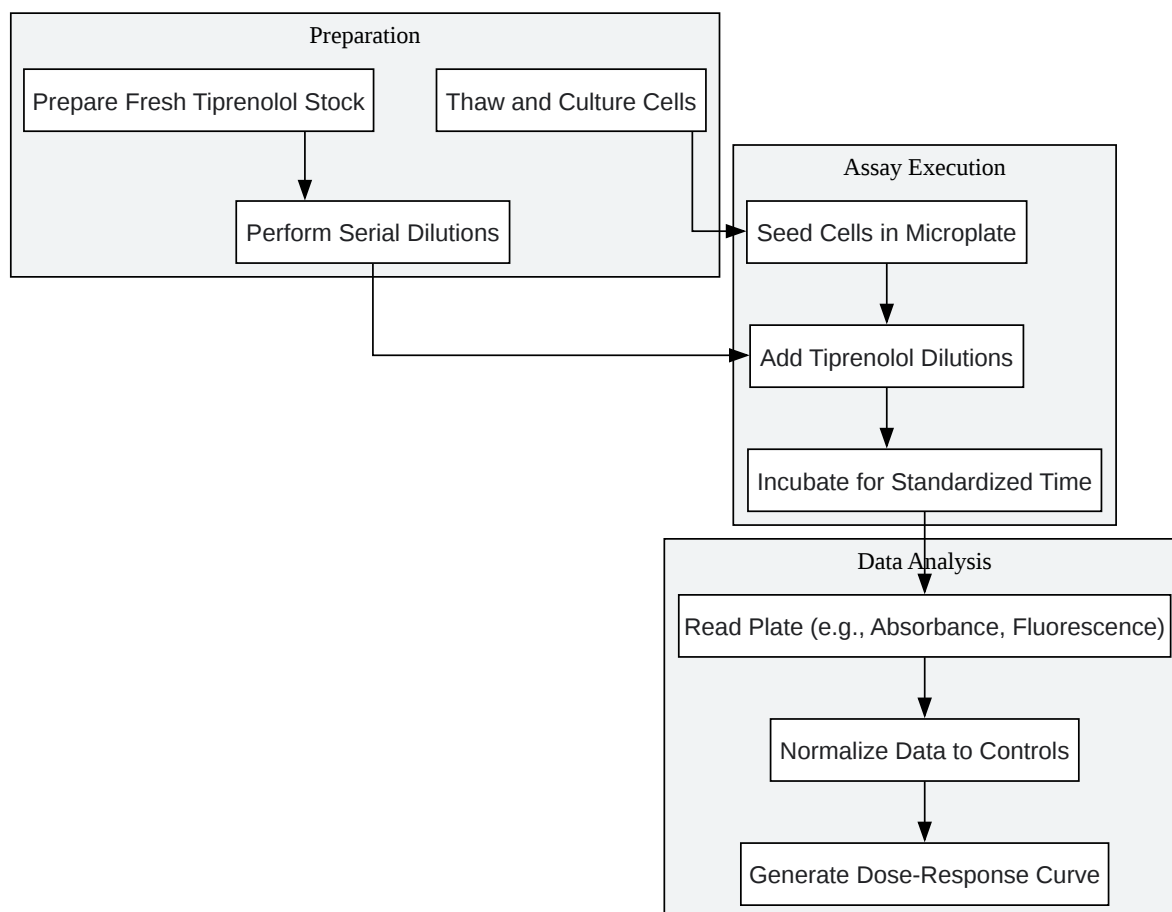 Preparation
Prepare Fresh Tiprenolol Stock
Thaw and Culture Cells
Perform Serial Dilutions
Assay Execution
Seed Cells in Microplate
Add Tiprenolol Dilutions
Incubate for Standardized Time
Data Analysis
Read Plate (e.g., Absorbance, Fluorescence)
Normalize Data to Controls
Generate Dose-Response Curve